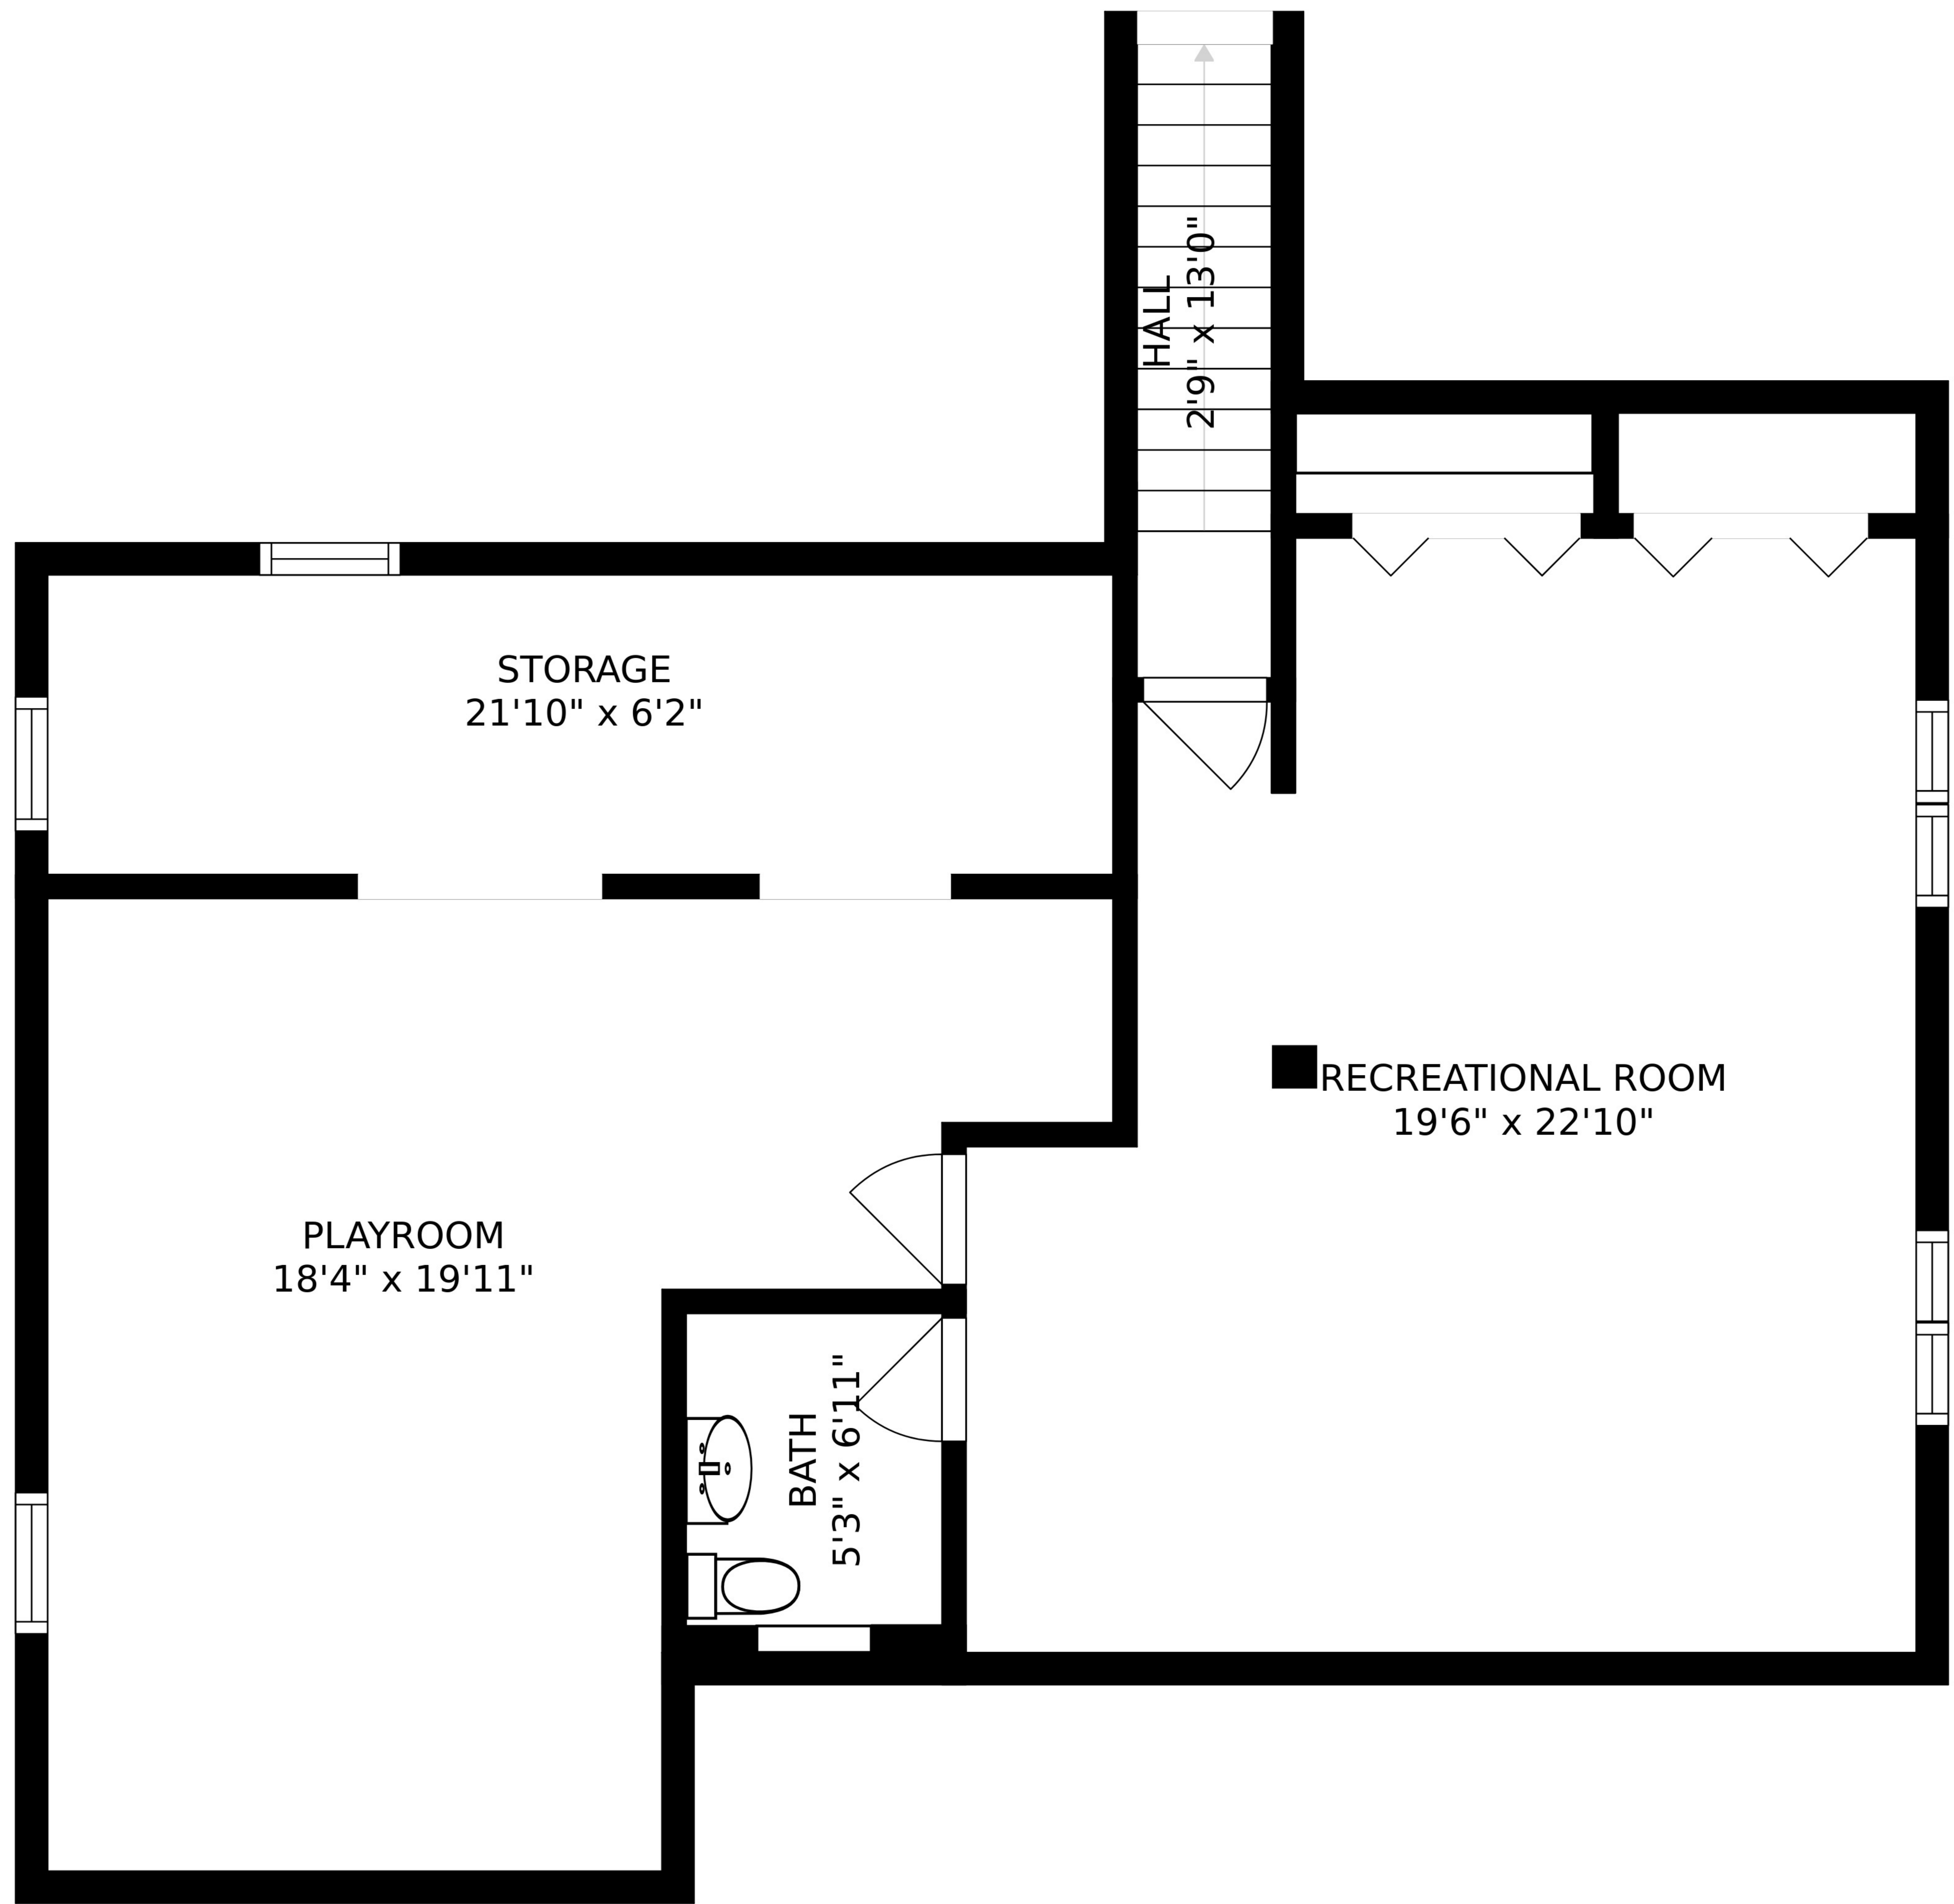 HALL
2'9" x 13'0"
STORAGE
21'10" x 6'2"
RECREATIONAL ROOM
19'6" x 22'10"
PLAYROOM
18'4" x 19'11"
BATH
5'3" x 6'11"